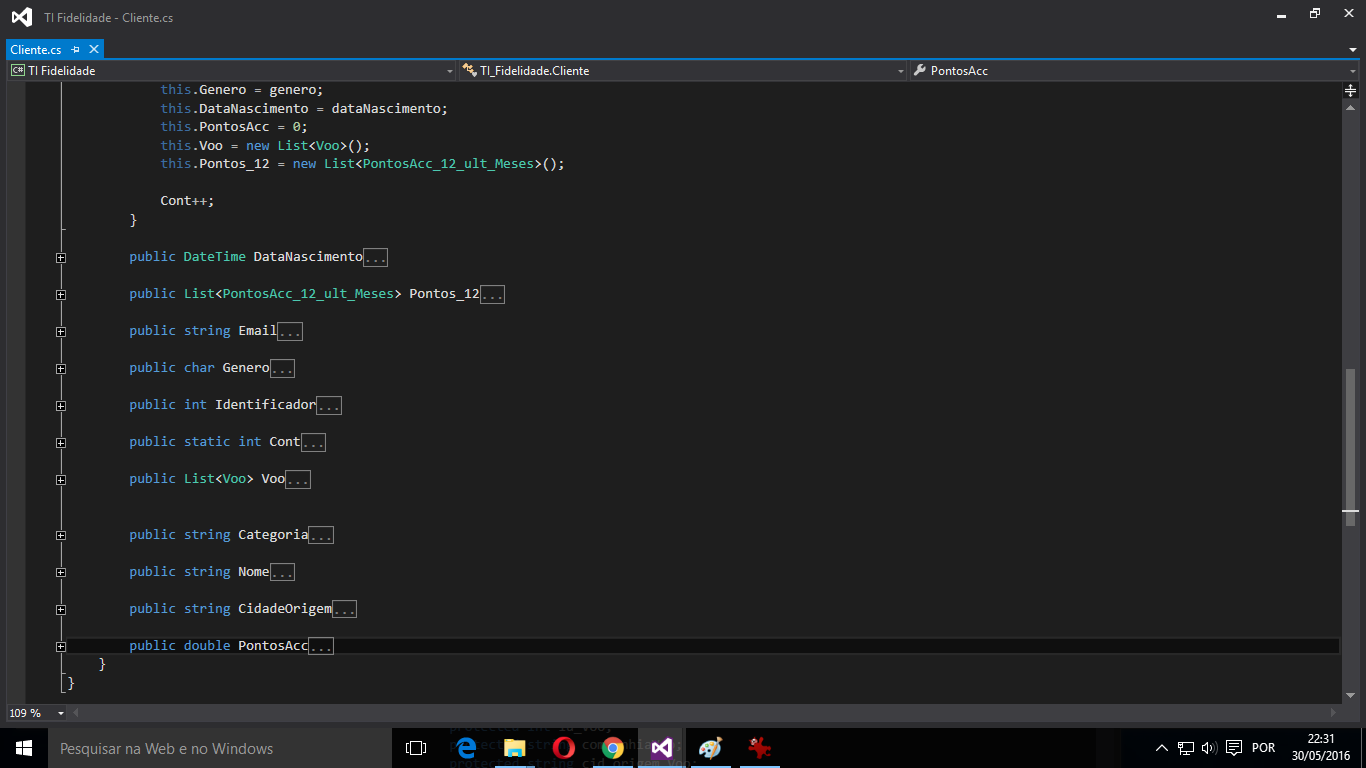 TI Fidelidade - Cliente.cs
Cliente.cs
TI Fidelidade
TI_Fidelidade.Cliente
PontosAcc
this.Genero = genero;
this.DataNascimento = dataNascimento;
this.PontosAcc = 0;
this.Voo = new List<Voo>();
this.Pontos_12 = new List<PontosAcc_12_ult_Meses>();
Cont++;
}
public DateTime DataNascimento...
public List<PontosAcc_12_ult_Meses> Pontos_12...
public string Email...
public char Genero...
public int Identificador...
public static int Cont...
public List<Voo> Voo...
public string Categoria...
public string Nome...
public string CidadeOrigem...
public double PontosAcc...
}
}
109 %
Pesquisar na Web e no Windows
POR
22:31
30/05/2016